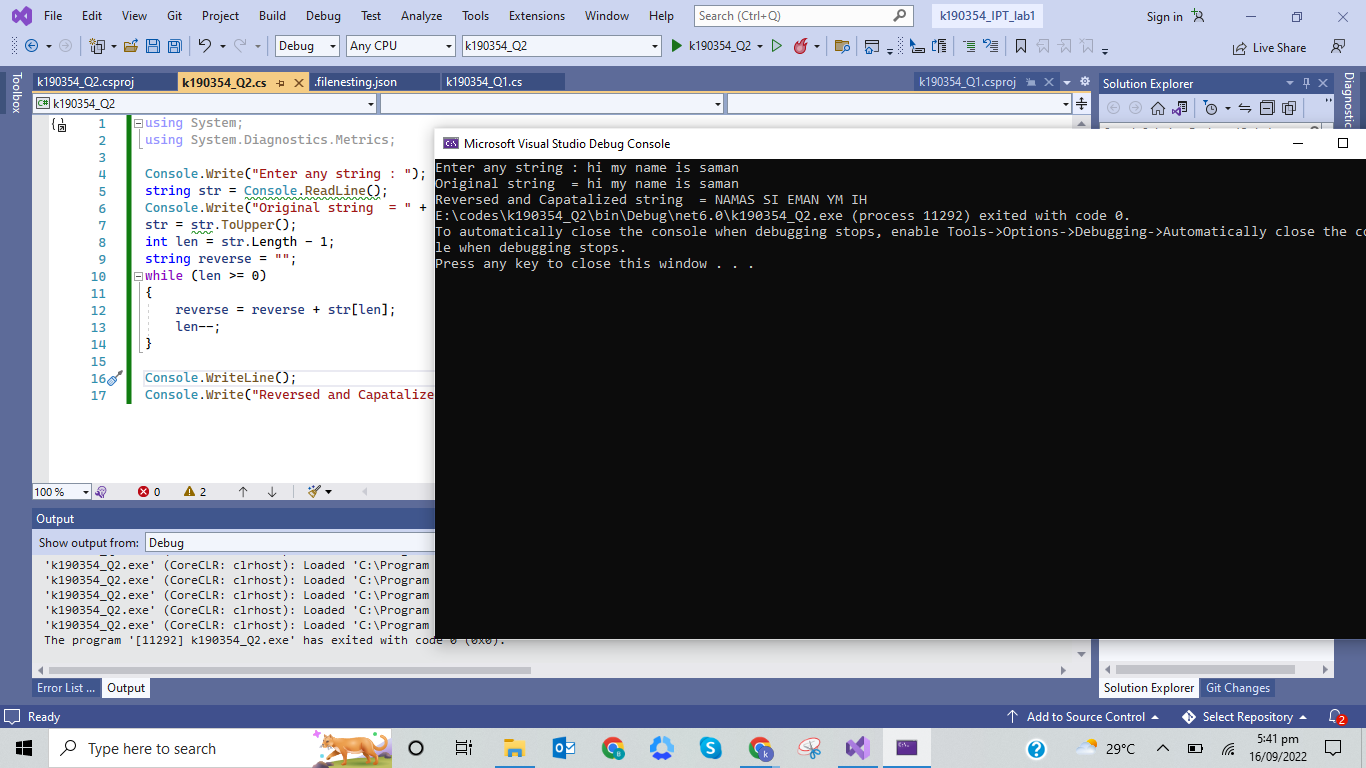 File Edit View Git Project Build Debug Test Analyze Tools Extensions Window Help Search (Ctrl+Q) k190354_IPT_lab1 Sign in
Debug Any CPU k190354_Q2 k190354_Q2 Live Share
Toolbox
k190354_Q2.csproj k190354_Q2.cs .filenesting.json k190354_Q1.cs k190354_Q1.csproj
Solution Explorer
Diagnostic
k190354_Q2
1 using System;
2 using System.Diagnostics.Metrics;
3
4 Console.Write("Enter any string : ");
5 string str = Console.ReadLine();
6 Console.Write("Original string  = " +
7 str = str.ToUpper();
8 int len = str.Length - 1;
9 string reverse = "";
10 while (len >= 0)
11 {
12 reverse = reverse + str[len];
13 len--;
14 }
15
16 Console.WriteLine();
17 Console.Write("Reversed and Capatalize
Microsoft Visual Studio Debug Console
Enter any string : hi my name is saman
Original string  = hi my name is saman
Reversed and Capatalized string  = NAMAS SI EMAN YM IH
E:\codes\k190354_Q2\bin\Debug\net6.0\k190354_Q2.exe (process 11292) exited with code 0.
To automatically close the console when debugging stops, enable Tools->Options->Debugging->Automatically close the co
le when debugging stops.
Press any key to close this window . . .
100 % 0 2
Output
Show output from: Debug
'k190354_Q2.exe' (CoreCLR: clrhost): Loaded 'C:\Program
'k190354_Q2.exe' (CoreCLR: clrhost): Loaded 'C:\Program
'k190354_Q2.exe' (CoreCLR: clrhost): Loaded 'C:\Program
'k190354_Q2.exe' (CoreCLR: clrhost): Loaded 'C:\Program
'k190354_Q2.exe' (CoreCLR: clrhost): Loaded 'C:\Program
The program '[11292] k190354_Q2.exe' has exited with code 0 (0x0).
Error List ... Output
Solution Explorer Git Changes
Ready Add to Source Control Select Repository 2
Type here to search
29°C
5:41 pm
16/09/2022